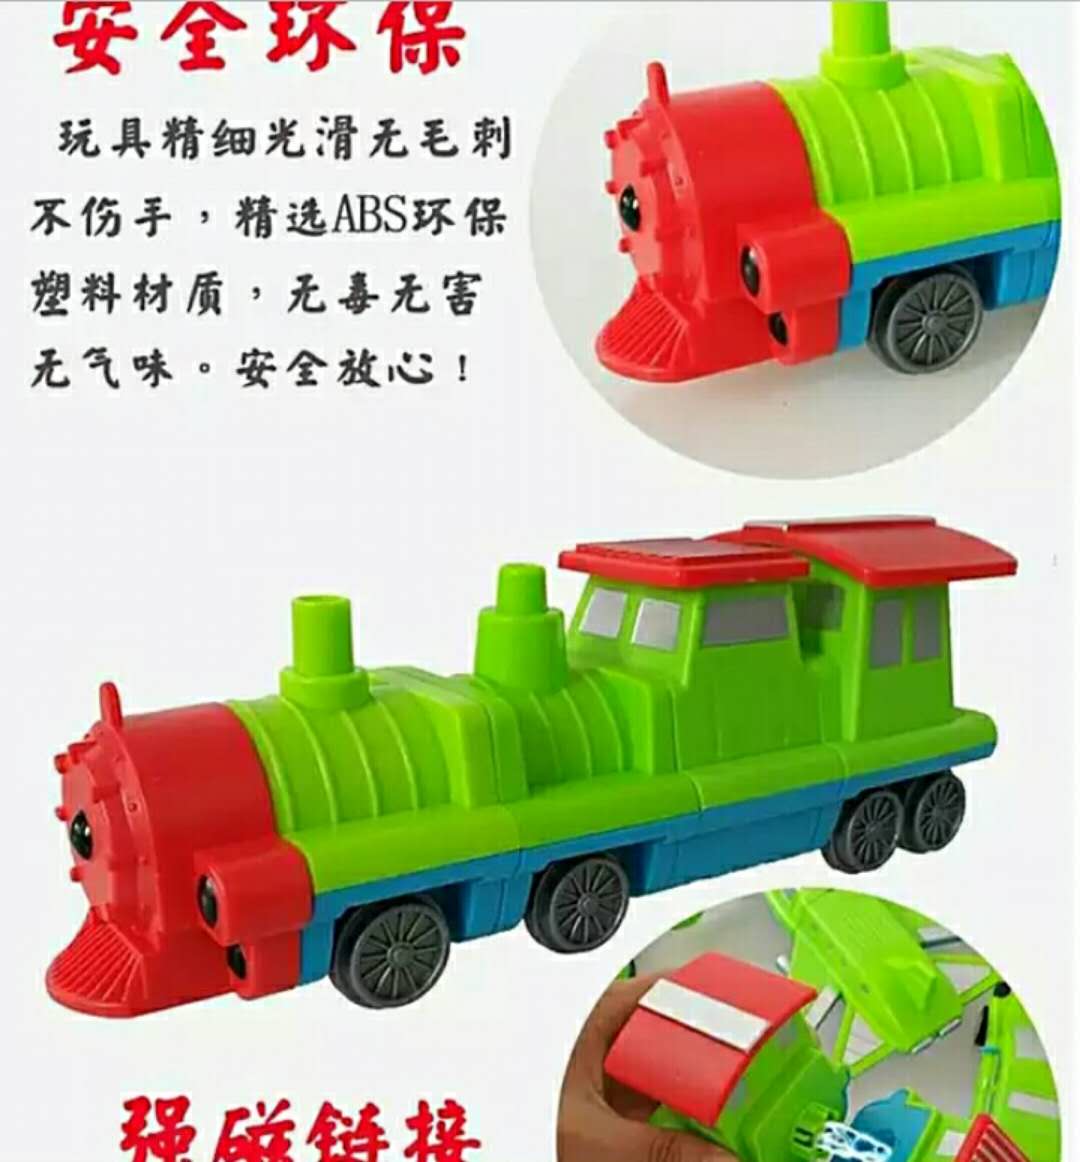 安全环保
玩具精细光滑无毛刺
不伤手，精选ABS环保
塑料材质，无毒无害
无气味。安全放心！
强磁链接